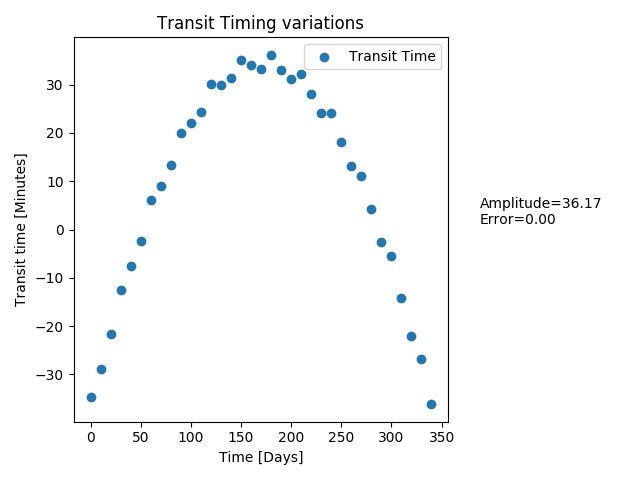 Transit Timing variations
Transit Time
Transit time [Minutes]
30
20
10
0
−10
−20
−30
0 50 100 150 200 250 300 350
Time [Days]
Amplitude=36.17
Error=0.00